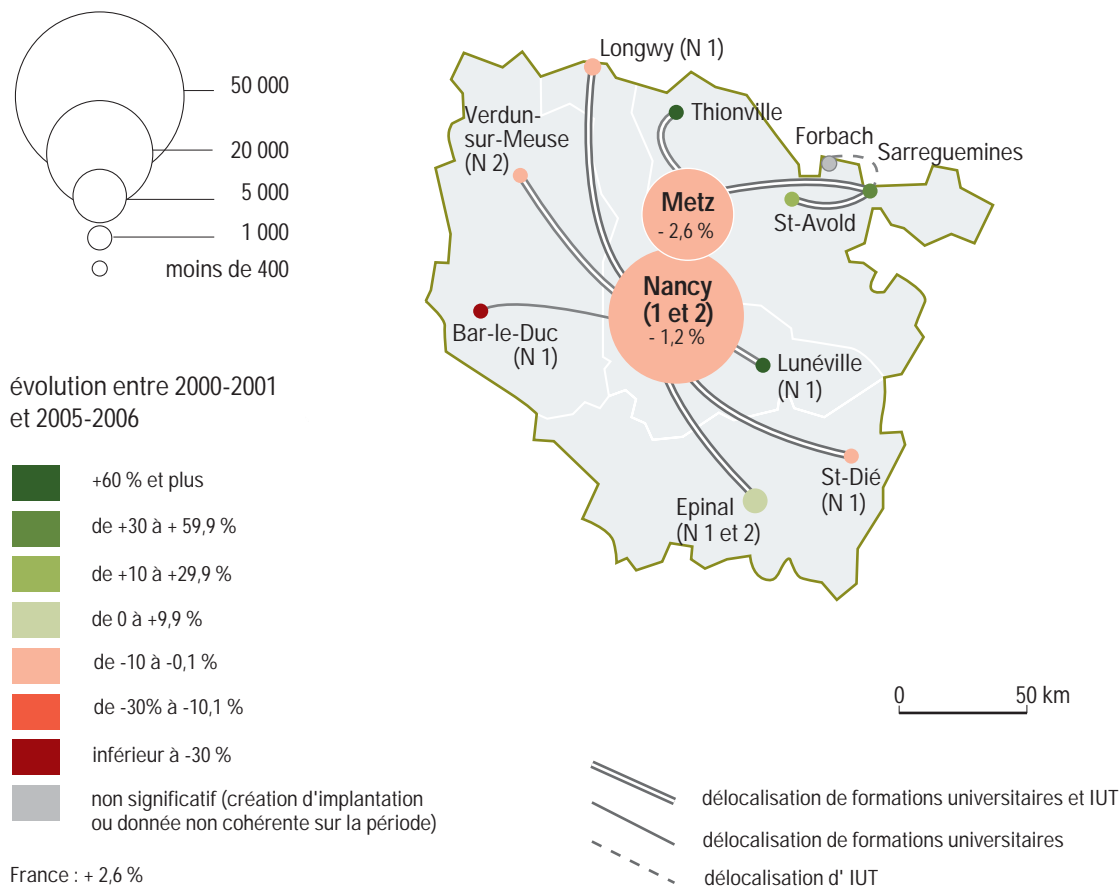 50 000
20 000
5 000
1 000
moins de 400
évolution entre 2000-2001
et 2005-2006
+60 % et plus
de +30 à + 59,9 %
de +10 à +29,9 %
de 0 à +9,9 %
de -10 à -0,1 %
de -30% à -10,1 %
inférieur à -30 %
non significatif (création d'implantation
ou donnée non cohérente sur la période)
France : + 2,6 %
Longwy (N 1)
Verdun-
sur-Meuse
(N 2)
Thionville
Forbach
Sarreguemines
St-Avold
Metz
- 2,6 %
Nancy
(1 et 2)
- 1,2 %
Bar-le-Duc
(N 1)
Lunéville
(N 1)
St-Dié
(N 1)
Epinal
(N 1 et 2)
0 50 km
délocalisation de formations universitaires et IUT
délocalisation de formations universitaires
délocalisation d' IUT